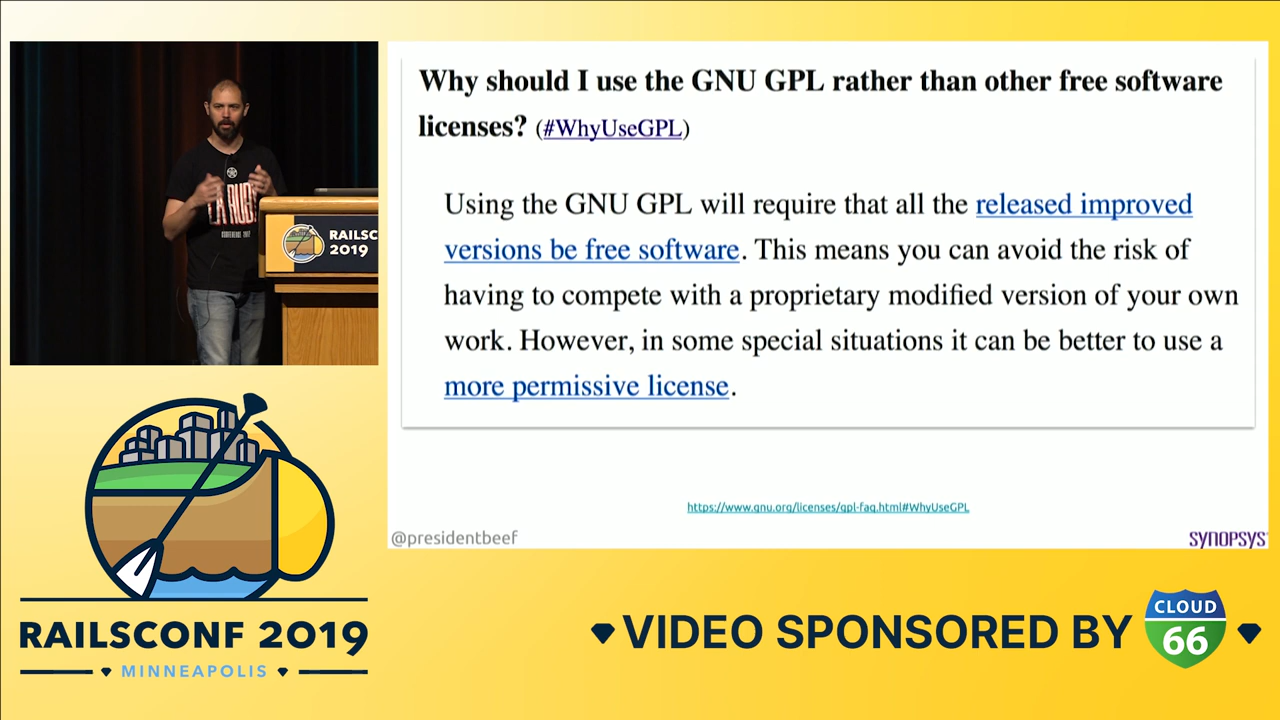 Why should I use the GNU GPL rather than other free software
licenses? (#WhyUseGPL)
Using the GNU GPL will require that all the released improved
versions be free software. This means you can avoid the risk of
having to compete with a proprietary modified version of your own
work. However, in some special situations it can be better to use a
more permissive license.
https://www.gnu.org/licenses/gpl-faq.html#WhyUseGPL
@presidentbeef
SYNOPSYS
RAILSC
2019
RAILSCONF 2019
MINNEAPOLIS
VIDEO SPONSORED BY
CLOUD
66